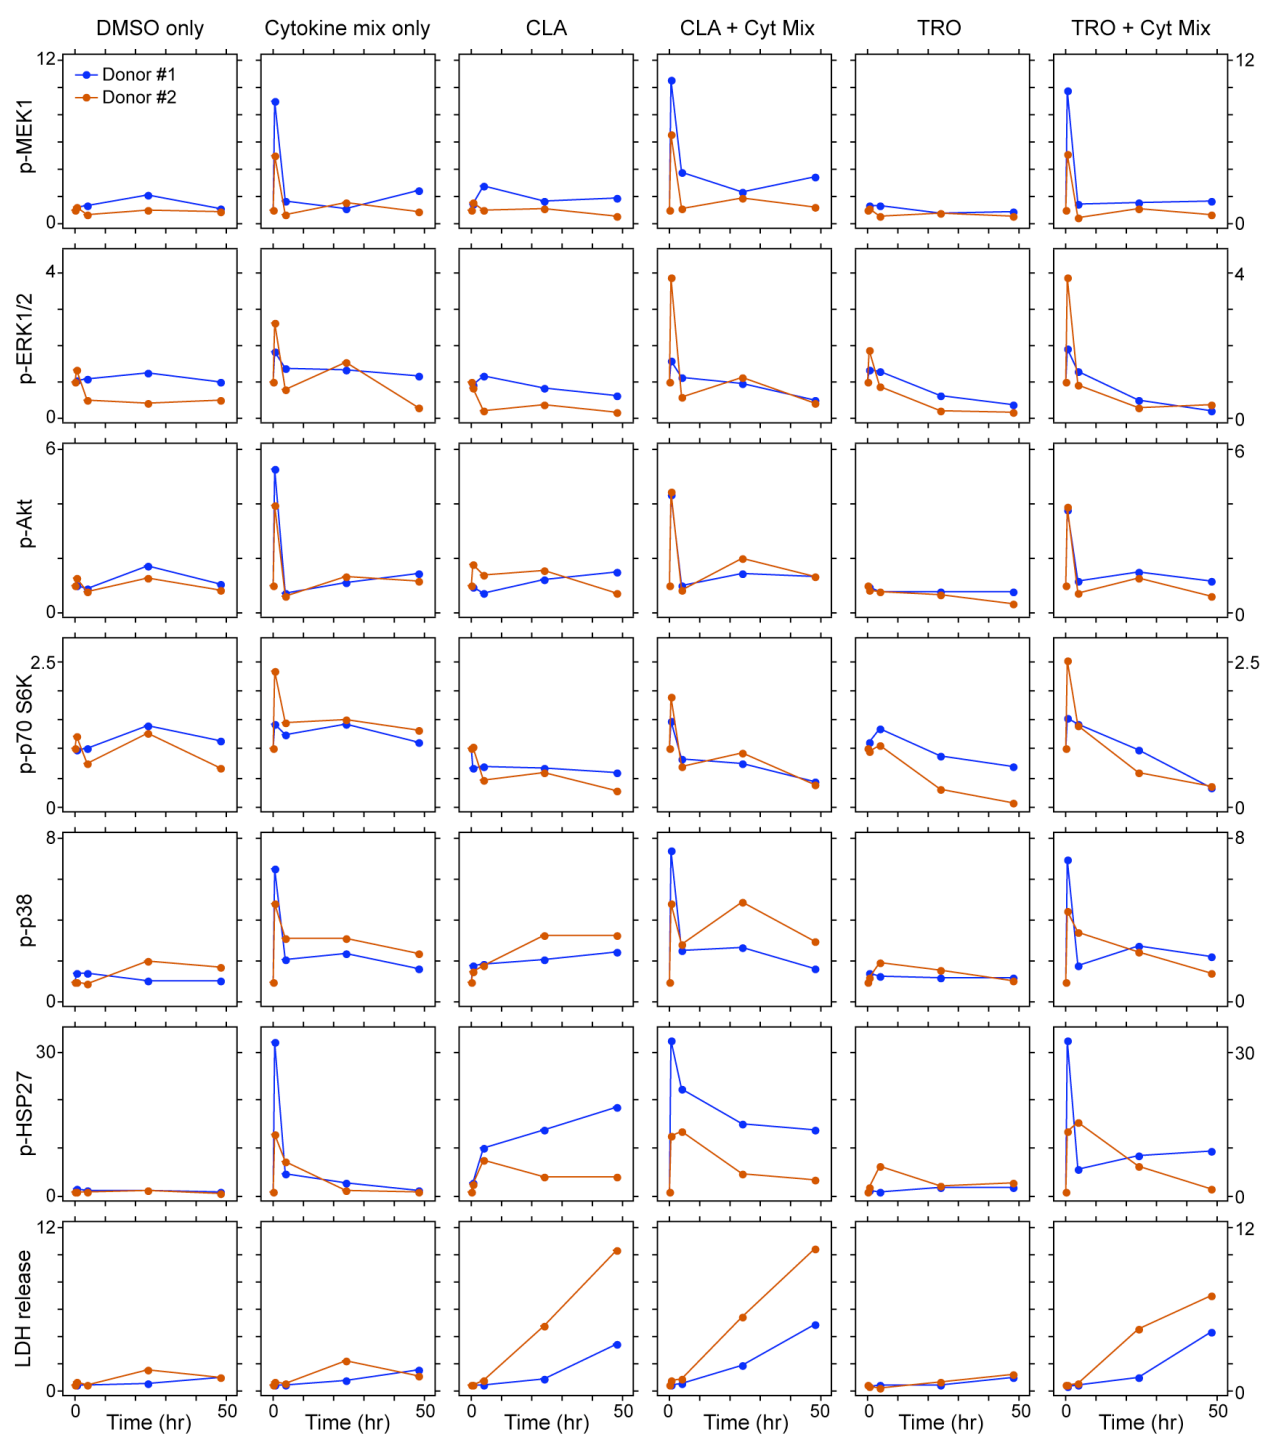 DMSO only Cytokine mix only CLA CLA + Cyt Mix TRO TRO + Cyt Mix
12 12
Donor #1
Donor #2
p-MEK1
0 0
4 4
p-ERK1/2
0 0
6 6
p-Akt
0 0
2.5 2.5
p-p70 S6K
0 0
8 8
p-p38
0 0
30 30
p-HSP27
0 0
12 12
LDH release
0 0
0 50 0 50 0 50 0 50 0 50 0 50
Time (hr) Time (hr) Time (hr) Time (hr) Time (hr) Time (hr)